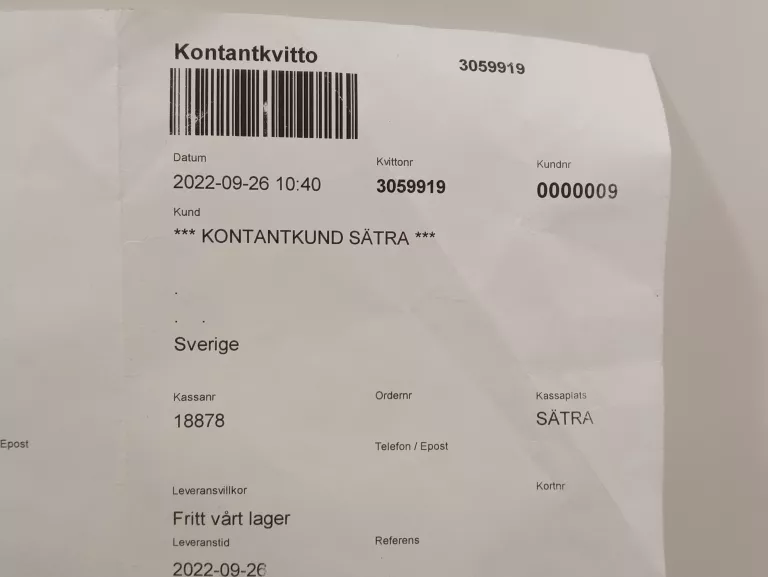 Kontantkvitto
3059919
Datum
Kvittonr
Kundnr
2022-09-26 10:40
3059919
0000009
Kund
*** KONTANTKUND SÄTRA ***
.
. .
Sverige
Kassanr
Ordernr
Kassaplats
18878
SÄTRA
Epost
Telefon / Epost
Leveransvillkor
Kortnr
Fritt vårt lager
Leveranstid
Referens
2022-09-26